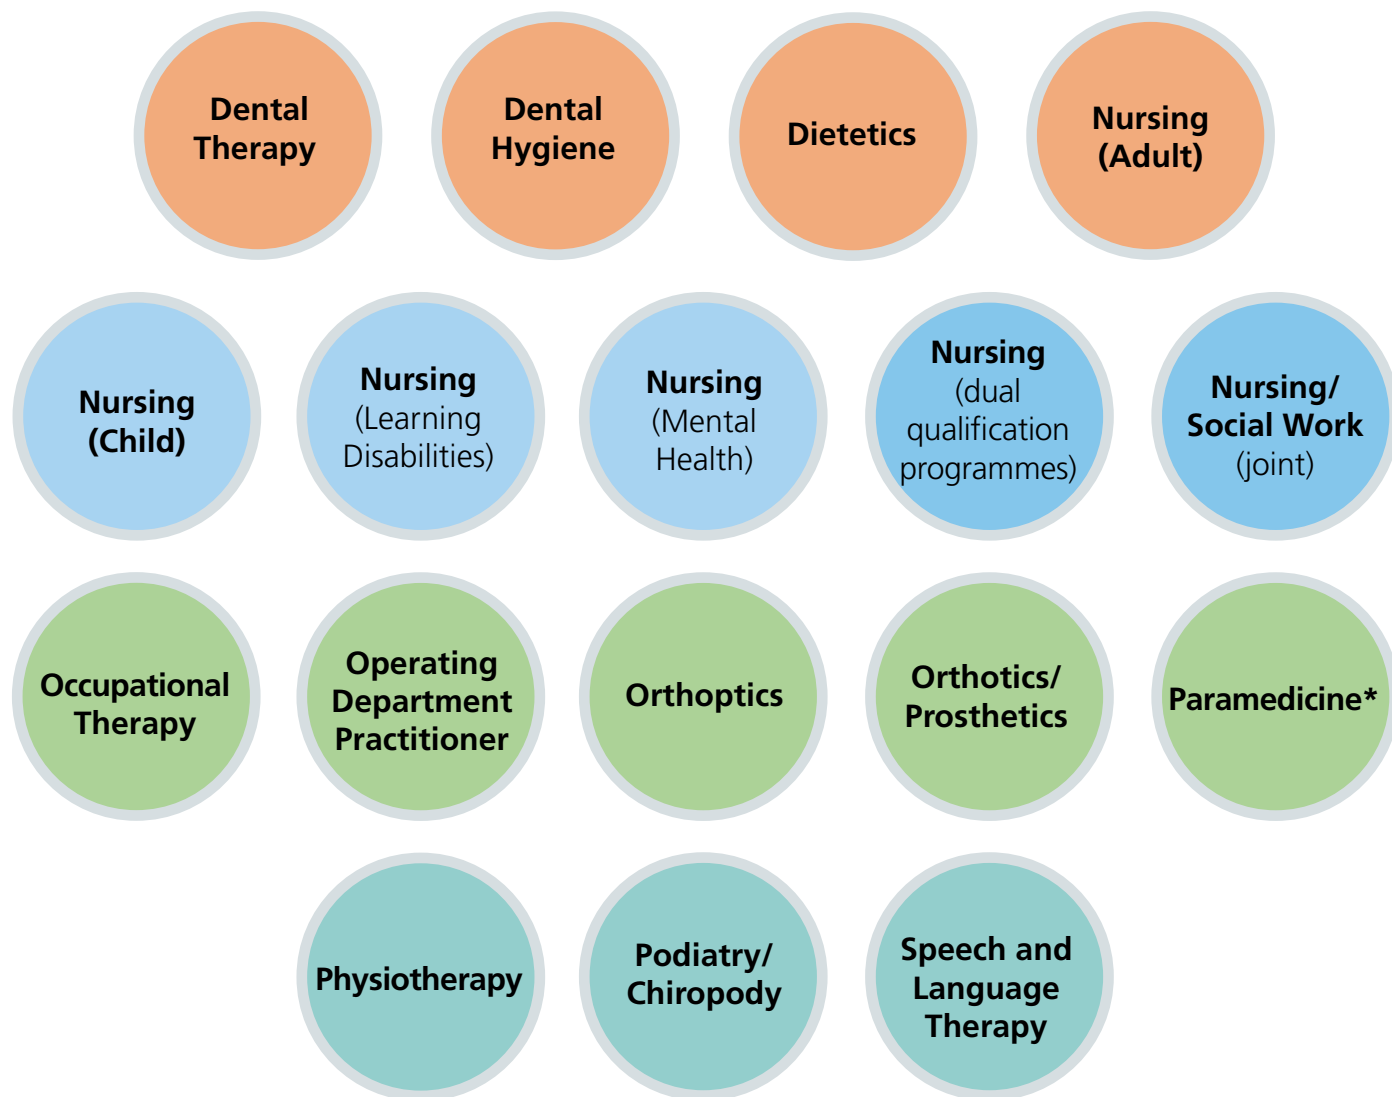 Dental
Therapy
Dental
Hygiene
Dietetics
Nursing
(Adult)
Nursing
(Child)
Nursing
(Learning
Disabilities)
Nursing
(Mental
Health)
Nursing
(dual
qualification
programmes)
Nursing/
Social Work
(joint)
Occupational
Therapy
Operating
Department
Practitioner
Orthoptics
Orthotics/
Prosthetics
Paramedicine*
Physiotherapy
Podiatry/
Chiropody
Speech and
Language
Therapy